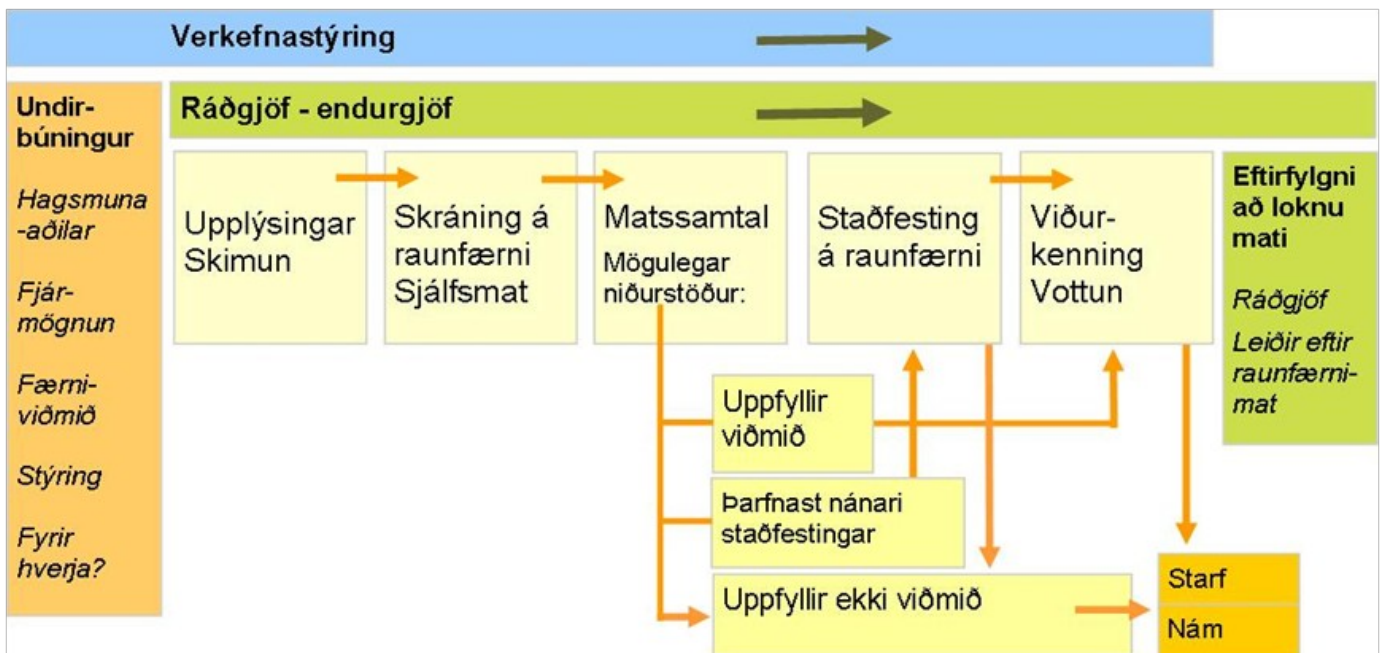 Verkefnastýring
Undir-
búningur
Hagsmuna
-aðilar
Fjár-
mögnun
Færni-
viðmið
Stýring
Fyrir
hverja?
Ráðgjöf - endurgjöf
Upplýsingar
Skimun
Skráning á
raunfærni
Sjálfsmat
Matssamtal
Mögulegar
niðurstöður:
Staðfesting
á raunfærni
Viður-
kenning
Vottun
Eftirfylgni
að loknu
mati
Ráðgjöf
Leiðir eftir
raunfærni-
mat
Uppfyllir
viðmið
Þarfnast nánari
staðfestingar
Uppfyllir ekki viðmið
Starf
Nám